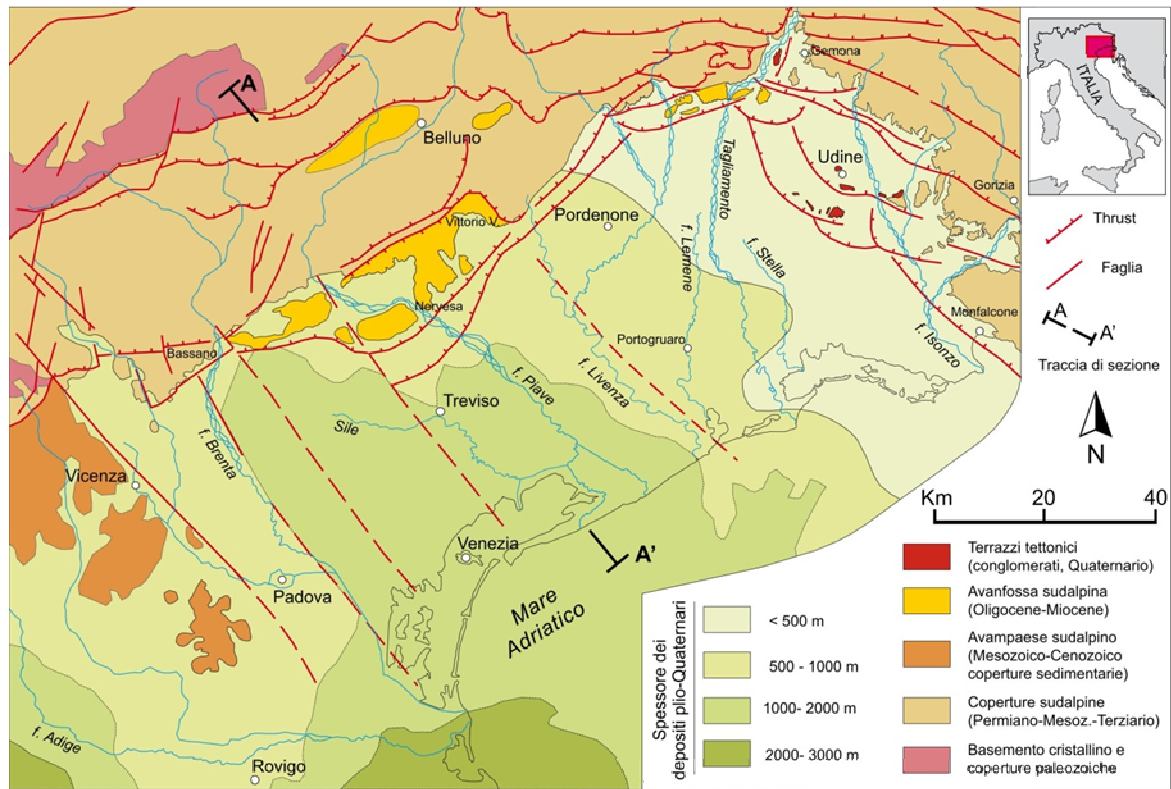 Gemona
A
Belluno
Udine
Tagliamento
Gorizia
Vittorio V.
Pordenone
f. Lemene
f. Stella
Nervesa
Monfalcone
Bassano
Portogruaro
f. Isonzo
f. Piave
f. Livenza
Treviso
Sile
f. Brenta
Vicenza
Venezia
A'
Padova
Mare
Adriatico
f. Adige
Rovigo
ITALIA
Thrust
Faglia
A
A'
Traccia di sezione
N
Km 20 40
Terrazzi tettonici
(conglomerati, Quaternario)
Avanfossa sudalpina
(Oligocene-Miocene)
Avampaese sudalpino
(Mesozoico-Cenozoico
coperture sedimentarie)
Coperture sudalpine
(Permiano-Mesoz.-Terziario)
Basemento cristallino e
coperture paleozoiche
Spessore dei
depositi plio-Quaternari
< 500 m
500 - 1000 m
1000- 2000 m
2000- 3000 m